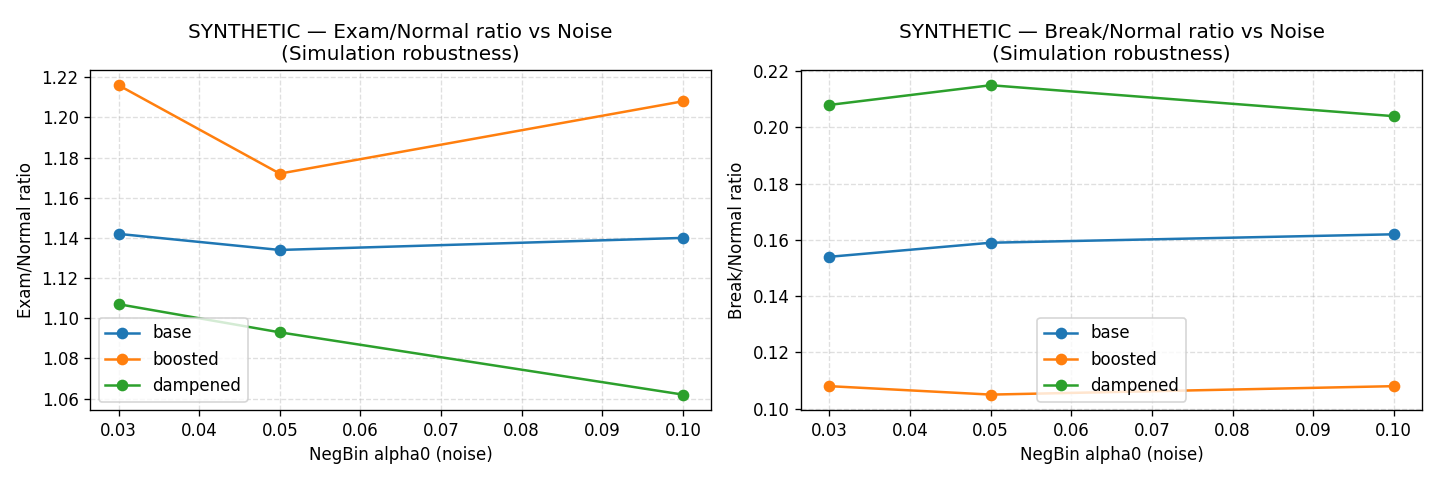 SYNTHETIC — Exam/Normal ratio vs Noise
(Simulation robustness)
Exam/Normal ratio
1.22
1.20
1.18
1.16
1.14
1.12
1.10
1.08
1.06
base
boosted
dampened
0.03 0.04 0.05 0.06 0.07 0.08 0.09 0.10
NegBin alpha0 (noise)
SYNTHETIC — Break/Normal ratio vs Noise
(Simulation robustness)
Break/Normal ratio
0.22
0.20
0.18
0.16
0.14
0.12
0.10
base
boosted
dampened
0.03 0.04 0.05 0.06 0.07 0.08 0.09 0.10
NegBin alpha0 (noise)